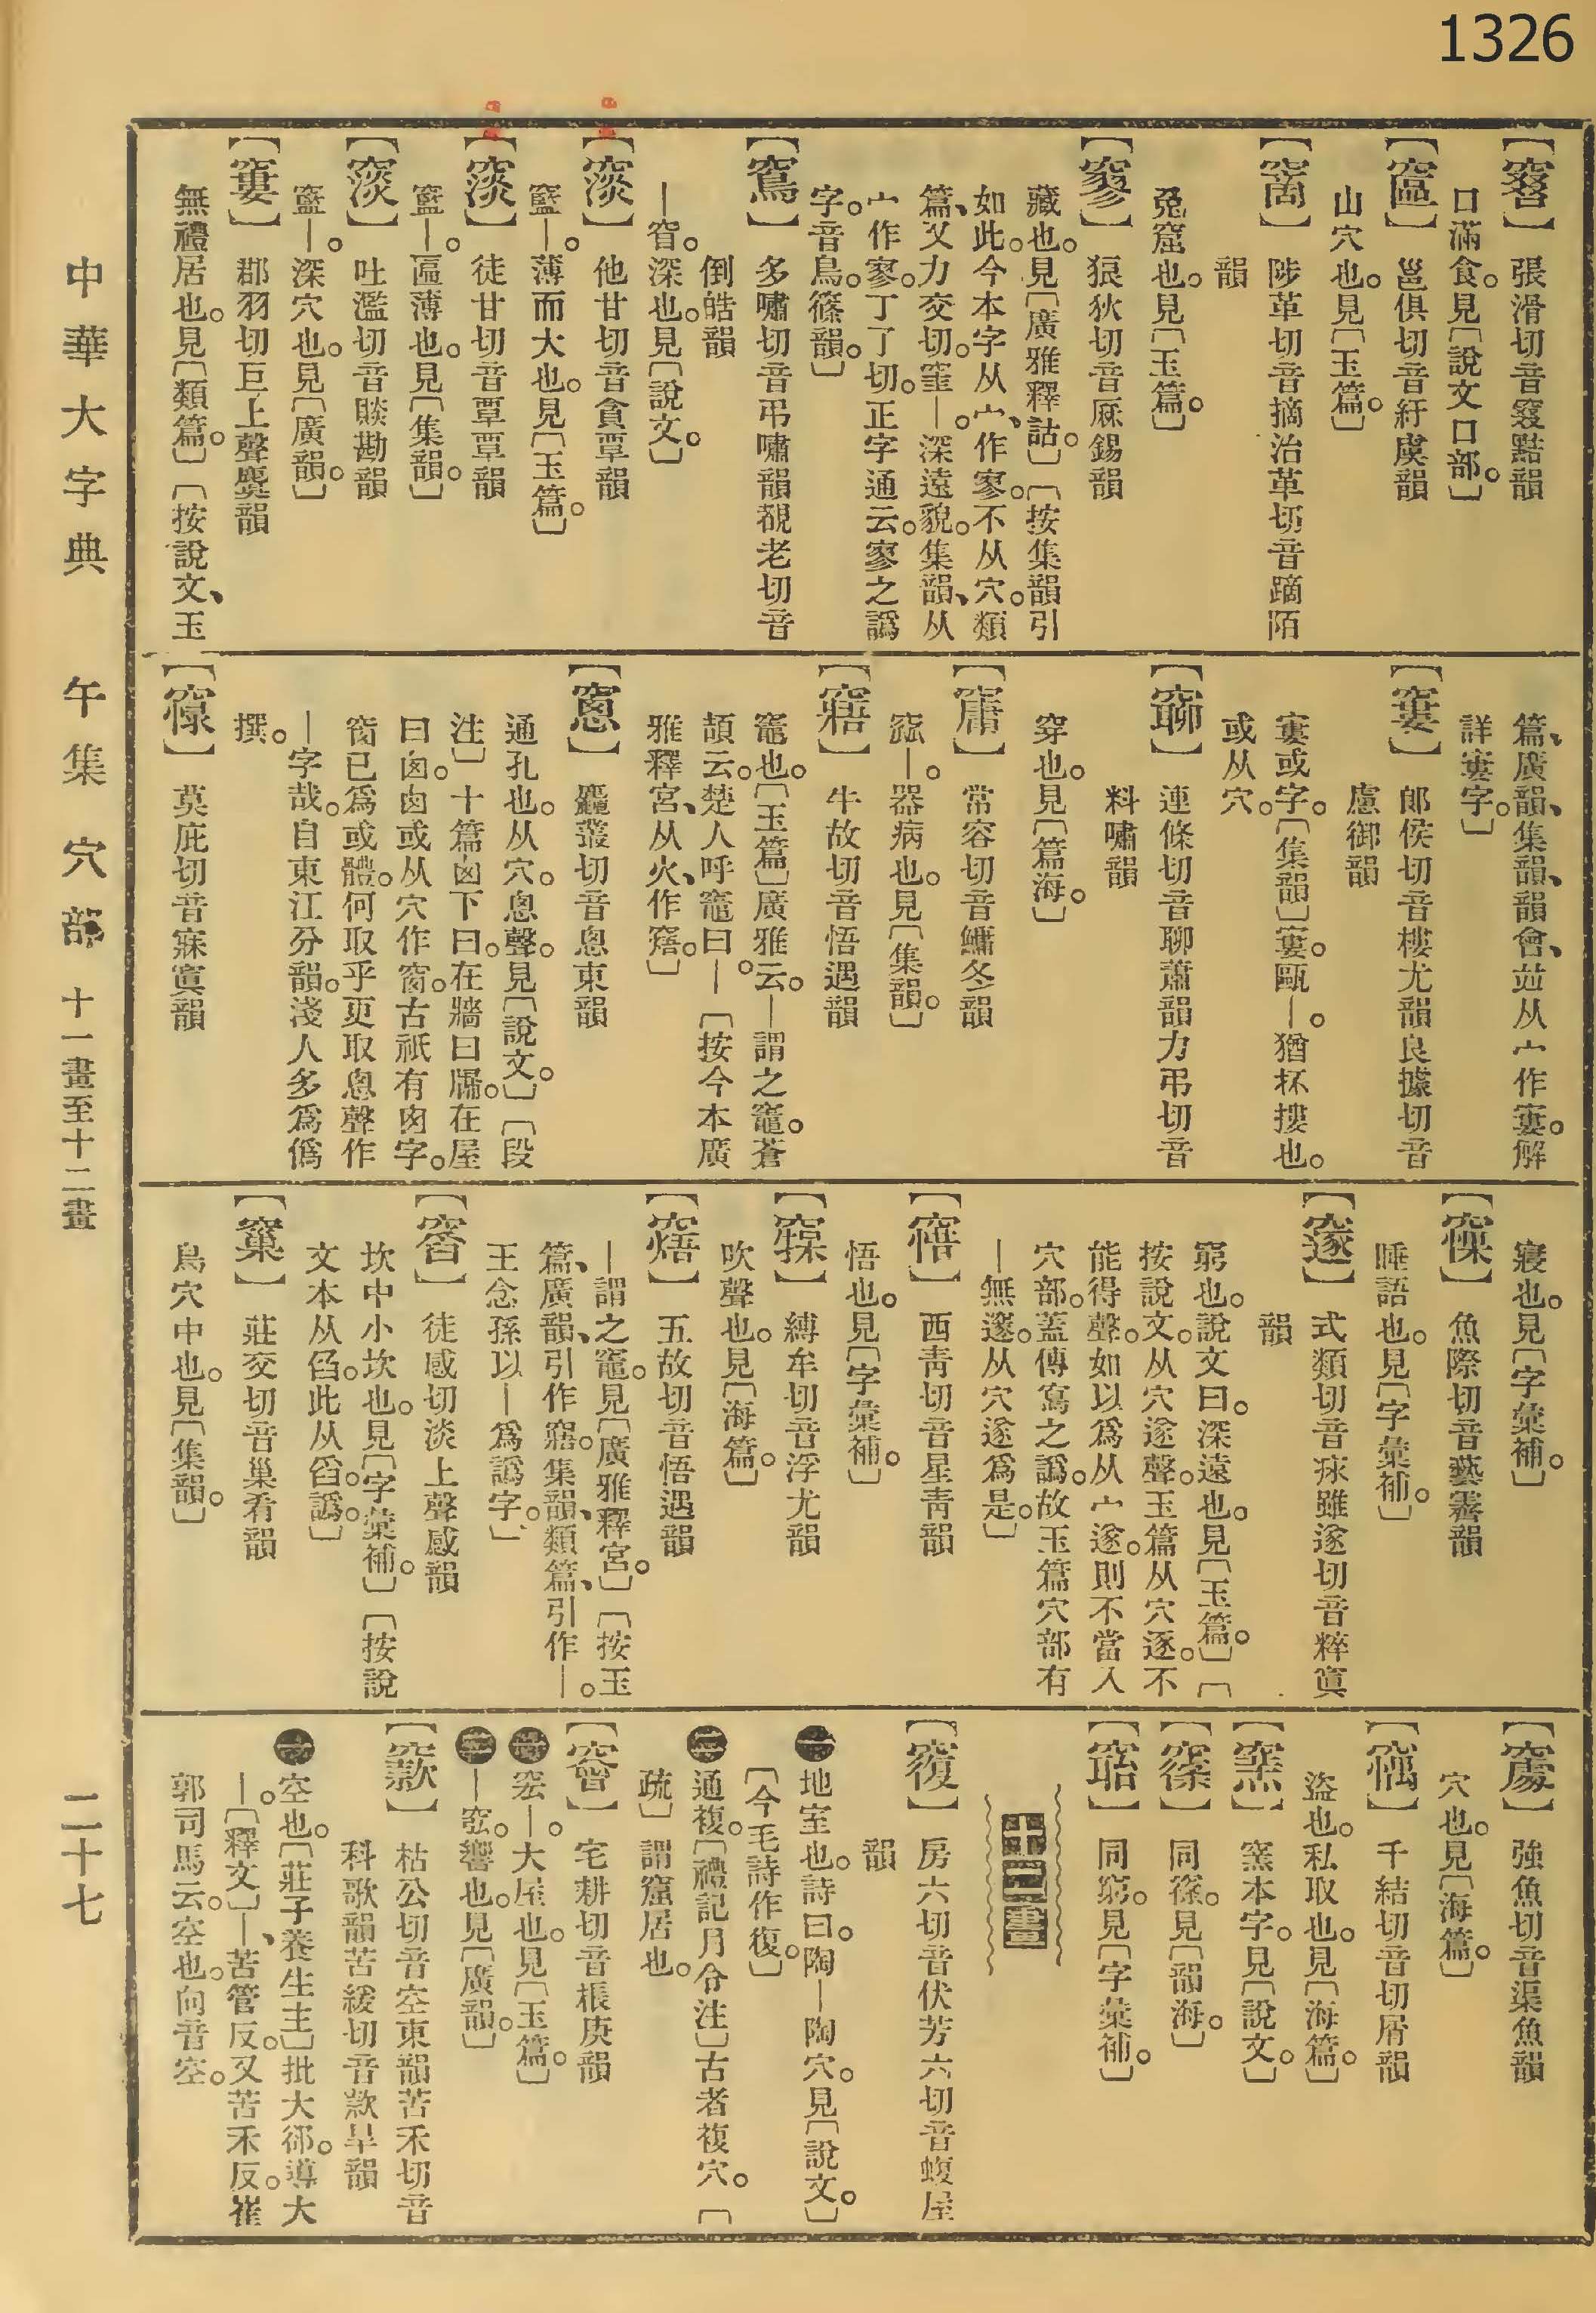 1326
【窡】張滑切音窡黠韻
口滿食。見〔說文口部。〕
【䆰】邕俱切音紆虞韻
山穴也。見〔玉篇。〕
陟革切音摘治革切音蹢陌
韻
兔窟也。見〔玉篇。〕
狼狄切音厤錫韻
藏也。見〔廣雅釋詁。〕〔按集韻引
如此。今本字从宀、作寥。不从穴。類
篇、又力交切。窐—。深遠貌。集韻、从
宀作寥。丁了切。正字通云。寥之譌
字。音鳥。篠韻。〕
【窵】多嘯切音弔嘯韻覩老切音
倒皓韻
—窅。深也。見〔說文。〕
他甘切音貪覃韻
窳—。薄而大也。見〔玉篇。〕
徒甘切音覃覃韻
—。匾薄也。見〔集韻。〕
吐濫切音賧勘韻
—。深穴也。見〔廣韻。〕
【窶】郡羽切巨上聲麌韻
無禮居也。見〔類篇。〕〔按說文、玉
篇、廣韻、集韻、韻會、竝从宀作寠。解
詳寠字。〕
【窶】郎侯切音樓尤韻良據切音
慮御韻
寠或字。〔集韻〕寠。甌—。猶杯摟也。
或从穴。
連條切音聊蕭韻力弔切音
料嘯韻
穿也。見〔篇海。〕
常容切音鱅冬韻
—。器病也。見〔集韻。〕
牛故切音悟遇韻
竈也。〔玉篇〕廣雅云。—謂之竈。蒼
頡云。楚人呼竈曰—。〔按今本廣
雅釋宮、从火、作䆿。〕
【窻】麤叢切音悤東韻
通孔也。从穴。悤聲。見〔說文。〕〔段
注〕十篇囪下曰。在牆曰牖。在屋
曰囪。囪或从穴作窗。古祇有囪字。
窗已爲或體。何取乎更取悤聲作
—字哉。自東江分韻。淺人多爲僞
撰。
莫庇切音寐寘韻
寢也。見〔字彙補。〕
魚際切音藝霽韻
睡語也。見〔字彙補。〕
【邃】式類切音㻽雖遂切音粹寘
韻
窮也。說文曰。深遠也。見〔玉篇。〕〔
按說文。从穴遂聲。玉篇从穴逐。不
能得聲。如以爲从宀遂。則不當入
穴部。蓋傳寫之譌。故玉篇穴部有
—無邃。从穴遂爲是。〕
西靑切音星靑韻
悟也。見〔字彙補。〕
縛牟切音浮尤韻
吹聲也。見〔海篇。〕
五故切音悟遇韻
—謂之竈。見〔廣雅釋宮。〕〔按玉
篇、廣韻、引作寤。集韻、類篇、引作—。
王念孫以—爲譌字。〕
徒感切淡上聲感韻
坎中小坎也。見〔字彙補。〕〔按說
文本从臽。此从舀。譌。〕
【窼】莊交切音巢肴韻
鳥穴中也。見〔集韻。〕
強魚切音渠魚韻
穴也。見〔海篇。〕
【竊】千結切音切屑韻
盜也。私取也。見〔海篇。〕
【窯】窯本字。見〔說文。〕
同篠。見〔韻海。〕
同窮。見〔字彙補。〕
十二畫
【覆】房六切音伏芳六切音蝮屋
韻
㊀地室也。詩曰。陶—陶穴。見〔說文。〕
〔今毛詩作復。〕
㊁通複。〔禮記月令注〕古者複穴。〔
疏〕謂窟居也。
宅耕切音棖庚韻
㊀窓—。大屋也。見〔玉篇。〕
㊁—竑。響也。見〔廣韻。〕
【窾】枯公切音空東韻苦禾切音
科歌韻苦緩切音款旱韻
㊀空也。〔莊子養生主〕批大郤。導大
—。〔釋文〕—、苦管反。又苦禾反。崔
郭司馬云。空也。向音空。
中華大字典 午集 穴部 十一畫至十二畫 二十七